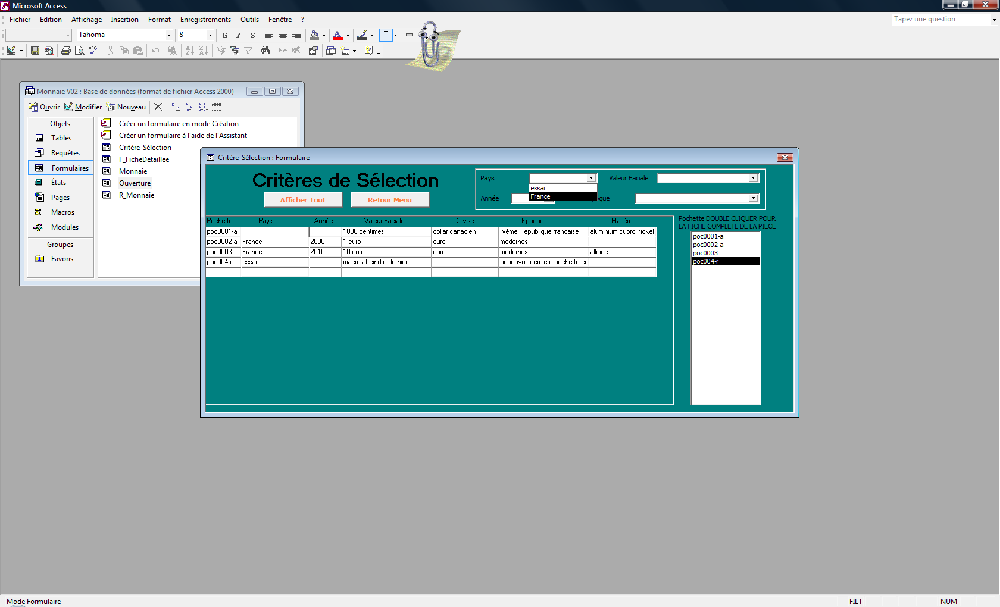 Microsoft Access
Fichier Edition Affichage Insertion Format Enregistrements Outils Fenêtre ? Tapez une question
Tahoma 8 G I S
Monnaie V02 : Base de données (format de fichier Access 2000)
Ouvrir Modifier Nouveau
Objets
Tables
Requêtes
Formulaires
États
Pages
Macros
Modules
Groupes
Favoris
Créer un formulaire en mode Création
Créer un formulaire à l'aide de l'Assistant
Critère_Sélection
F_FicheDetaillee
Monnaie
Ouverture
R_Monnaie
Critère_Sélection : Formulaire
Critères de Sélection
Afficher Tout Retour Menu
Pays Valeur Faciale
essai
France
Année
Pochette Pays Année Valeur Faciale Devise: Epoque Matière:
poc0001-a 1000 centimes dollar canadien vème République francaise aluminium cupro nickel
poc0002-a France 2000 1 euro euro modernes
poc0003 France 2010 10 euro euro modernes alliage
poc004-r essai macro atteindre dernier pour avoir derniere pochette er
Pochette DOUBLE CLIQUER POUR
LA FICHE COMPLETE DE LA PIECE
poc0001-a
poc0002-a
poc0003
poc004-r
Mode Formulaire FILT NUM